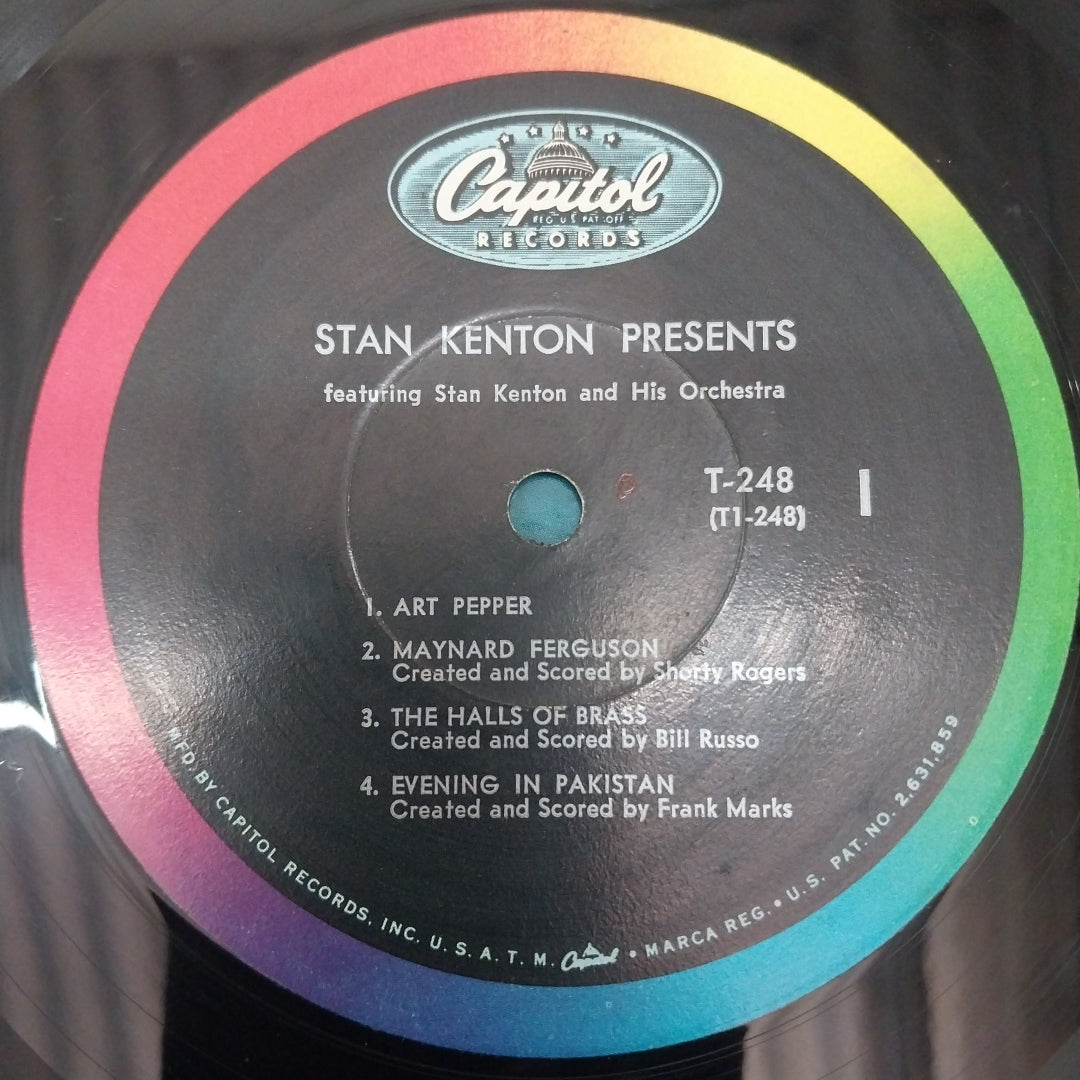 Capitol
REG. U.S. PAT. OFF.
RECORDS
STAN KENTON PRESENTS
featuring Stan Kenton and His Orchestra
T-248
(T1-248)
1
1. ART PEPPER
2. MAYNARD FERGUSON
Created and Scored by Shorty Rogers
3. THE HALLS OF BRASS
Created and Scored by Bill Russo
4. EVENING IN PAKISTAN
Created and Scored by Frank Marks
MFD. BY CAPITOL RECORDS, INC. U. S. A. T. M. Capitol • MARCA REG. • U.S. PAT. NO. 2,631,859